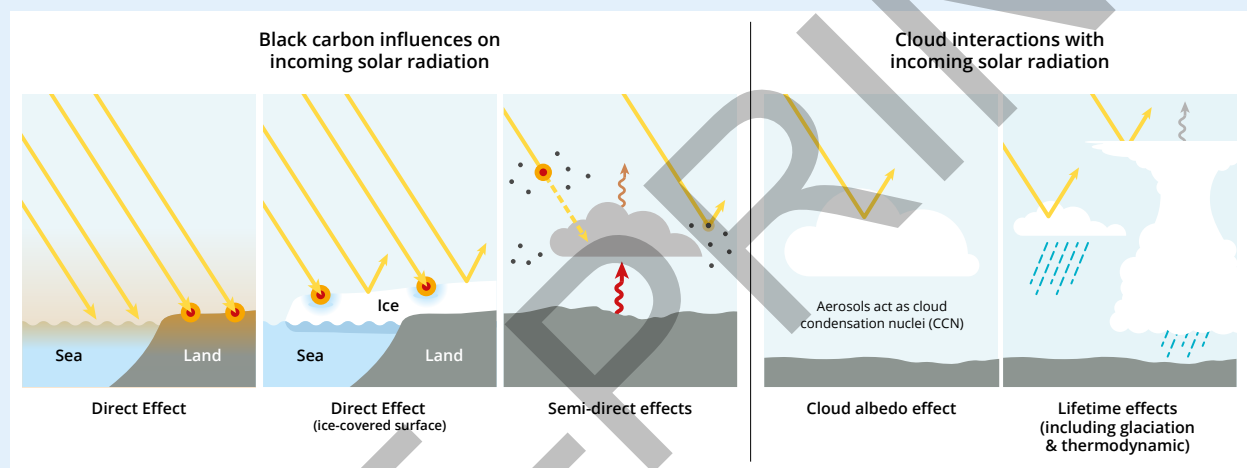 Black carbon influences on
incoming solar radiation
Cloud interactions with
incoming solar radiation
Sea
Land
Ice
Sea
Land
Aerosols act as cloud
condensation nuclei (CCN)
Direct Effect
Direct Effect
(ice-covered surface)
Semi-direct effects
Cloud albedo effect
Lifetime effects
(including glaciation
& thermodynamic)